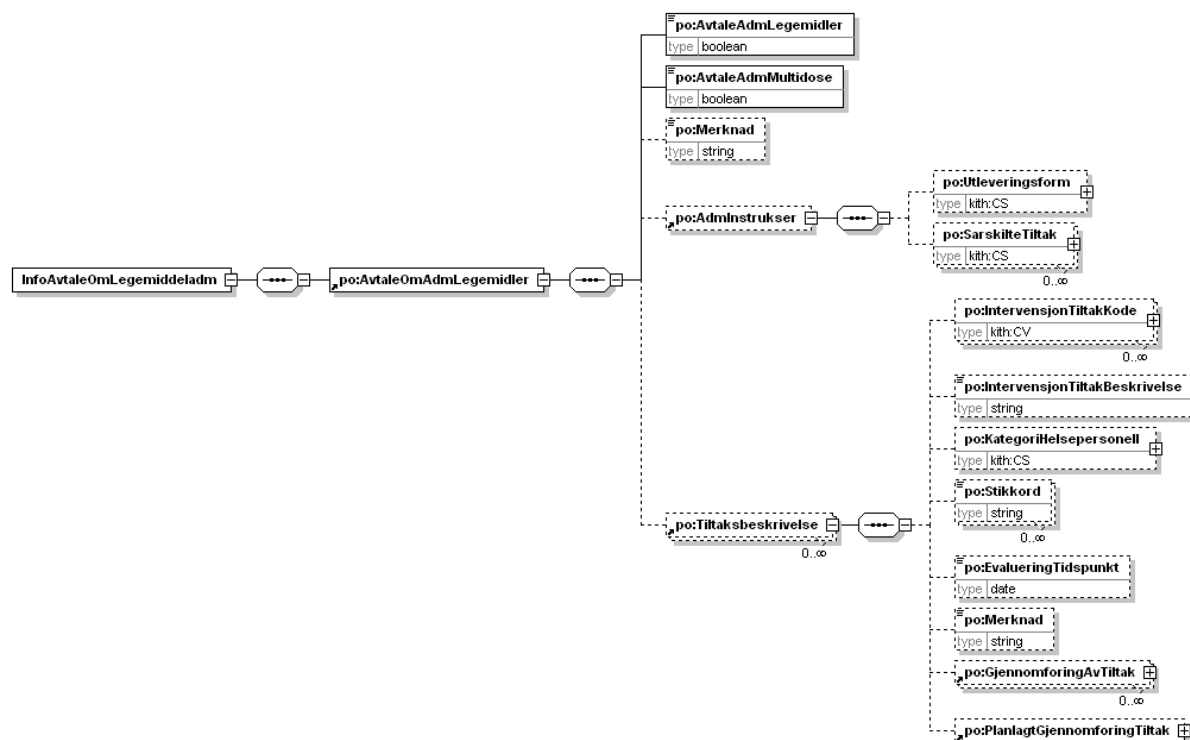 po:AvtaleAdmLegemidler
type boolean
po:AvtaleAdmMultidose
type boolean
po:Merknad
type string
po:AdmInstrukser
po:Utleveringsform
type kith:CS
po:SarskilteTiltak
type kith:CS
0..∞
InfoAvtaleOmLegemiddeladm
po:AvtaleOmAdmLegemidler
po:IntervensjonTiltakKode
type kith:CV
0..∞
po:IntervensjonTiltakBeskrivelse
type string
po:KategoriHelsepersonell
type kith:CS
po:Stikkord
type string
0..∞
po:Tiltaksbeskrivelse
0..∞
po:EvalueringTidspunkt
type date
po:Merknad
type string
po:GjennomforingAvTiltak
0..∞
po:PlanlagtGjennomforingTiltak